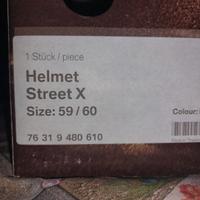 1 Stück / piece
Helmet
Street X
Size: 59 / 60
Colour:
76 31 9 480 610